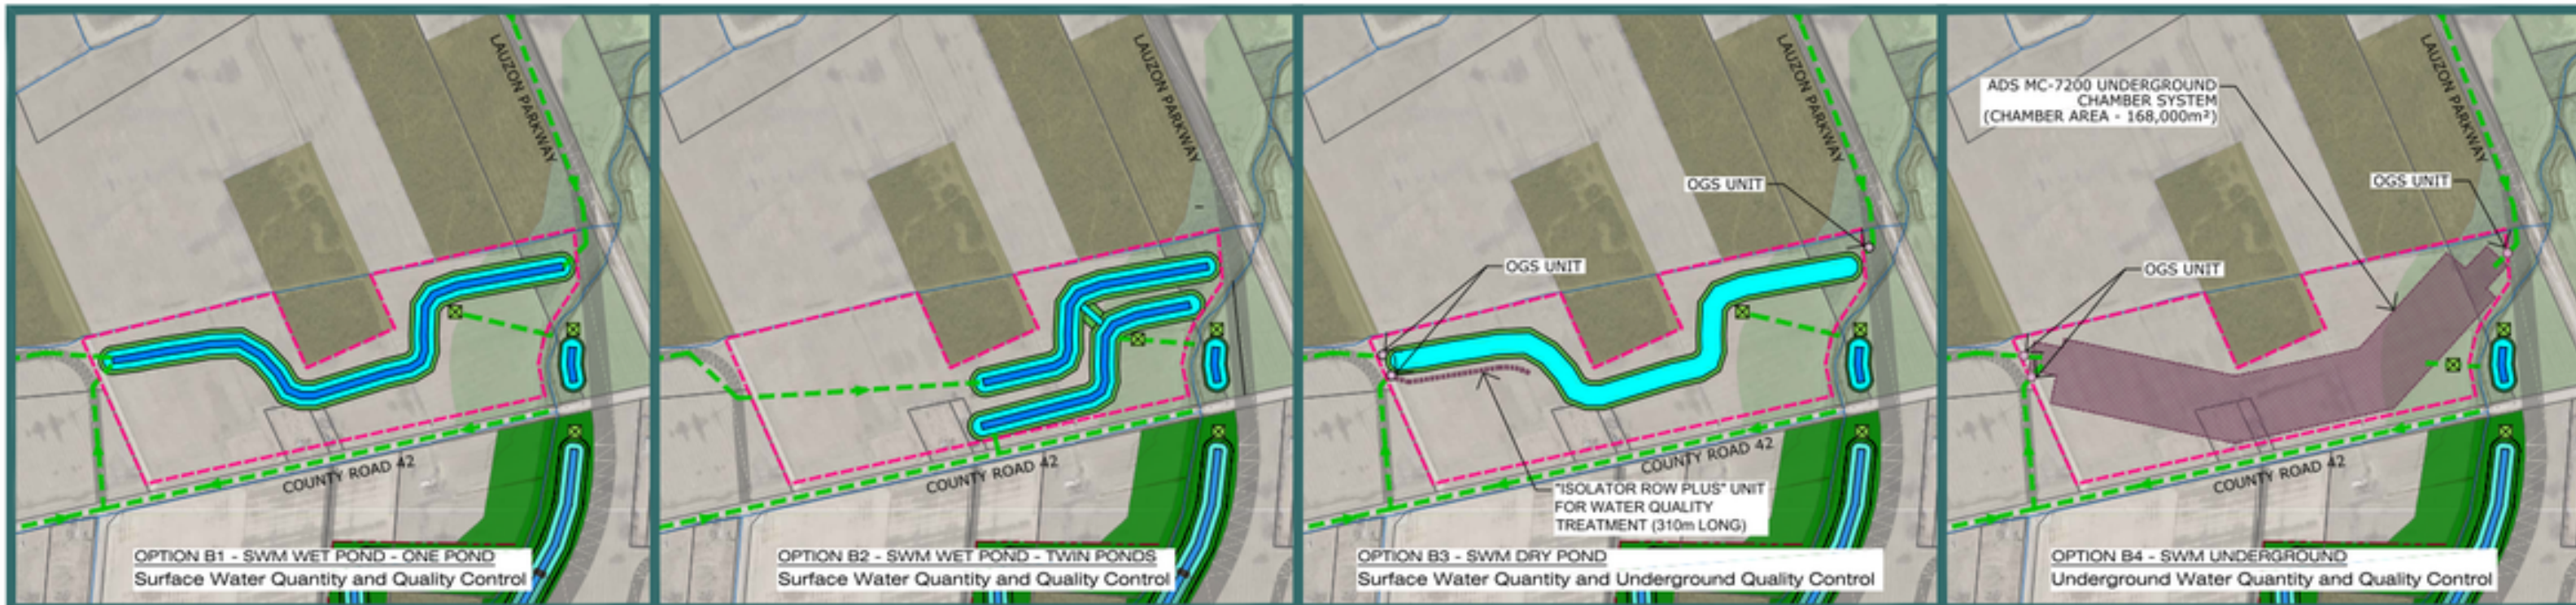 LAUZON PARKWAY
COUNTY ROAD 42
OPTION B1 - SWM WET POND - ONE POND
Surface Water Quantity and Quality Control
LAUZON PARKWAY
COUNTY ROAD 42
OPTION B2 - SWM WET POND - TWIN PONDS
Surface Water Quantity and Quality Control
LAUZON PARKWAY
OGS UNIT
OGS UNIT
COUNTY ROAD 42
"ISOLATOR ROW PLUS" UNIT
FOR WATER QUALITY
TREATMENT (310m LONG)
OPTION B3 - SWM DRY POND
Surface Water Quantity and Underground Quality Control
LAUZON PARKWAY
ADS MC-7200 UNDERGROUND
CHAMBER SYSTEM
(CHAMBER AREA - 168,000m²)
OGS UNIT
OGS UNIT
COUNTY ROAD 42
OPTION B4 - SWM UNDERGROUND
Underground Water Quantity and Quality Control